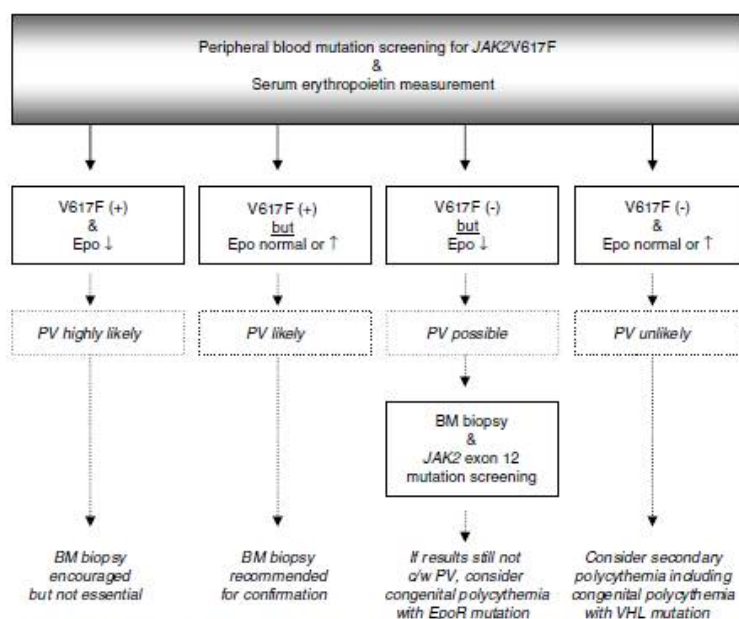 Peripheral blood mutation screening for JAK2V617F
&
Serum erythropoietin measurement
V617F (+)
&
Epo ↓
V617F (+)
but
Epo normal or ↑
V617F (-)
but
Epo ↓
V617F (-)
&
Epo normal or ↑
PV highly likely
PV likely
PV possible
PV unlikely
BM biopsy
&
JAK2 exon 12
mutation screening
BM biopsy
encouraged
but not essential
BM biopsy
recommended
for confirmation
If results still not
c/w PV, consider
congenital polycythemia
with EpoR mutation
Consider secondary
polycythemia including
congenital polycythemia
with VHL mutation